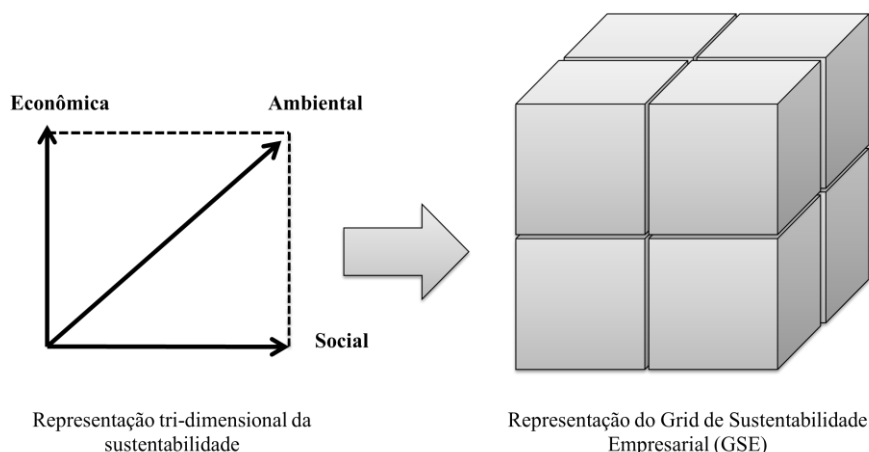 Econômica
Ambiental
Social
Representação tri-dimensional da
sustentabilidade
Representação do Grid de Sustentabilidade
Empresarial (GSE)